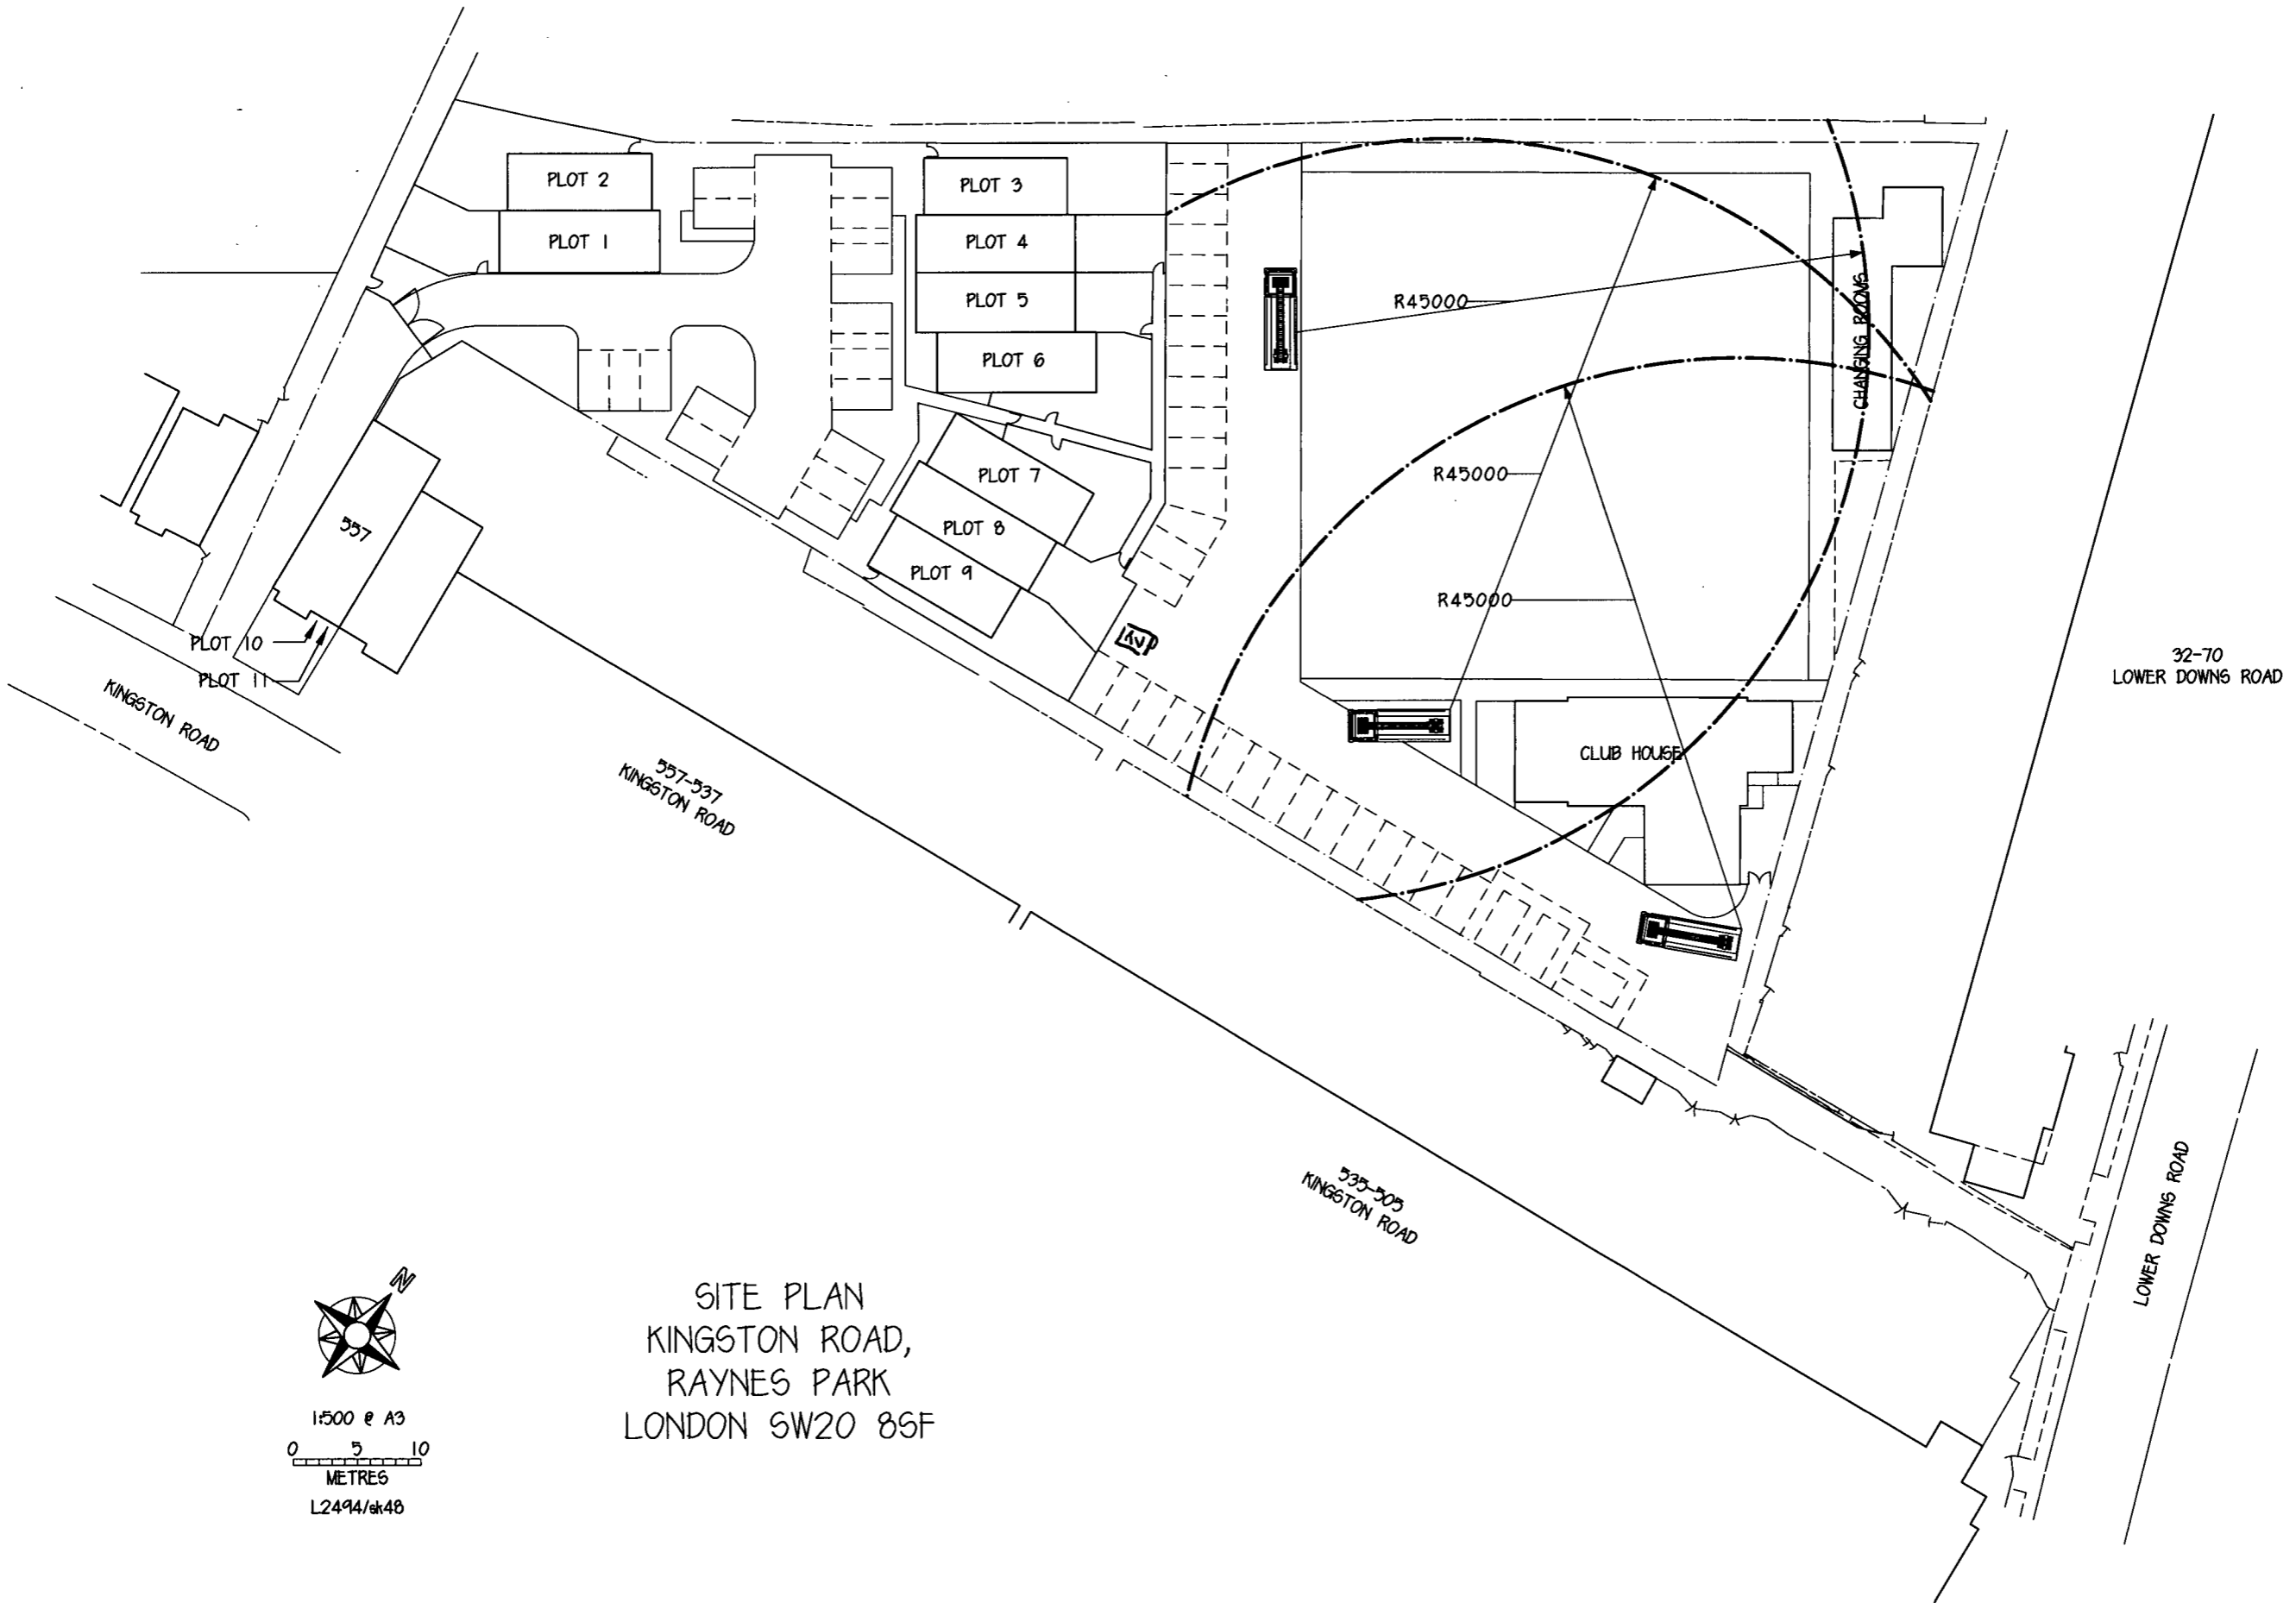 PLOT 2
PLOT 1
PLOT 3
PLOT 4
PLOT 5
PLOT 6
PLOT 7
PLOT 8
PLOT 9
557
PLOT 10
PLOT 11
KINGSTON ROAD
557-537
KINGSTON ROAD
R45000
R45000
R45000
CHANGING ROOMS
CLUB HOUSE
32-70
LOWER DOWNS ROAD
535-505
KINGSTON ROAD
LOWER DOWNS ROAD
N
1:500 @ A3
0 5 10
METRES
L2494/sk48
SITE PLAN
KINGSTON ROAD,
RAYNES PARK
LONDON SW20 8SF